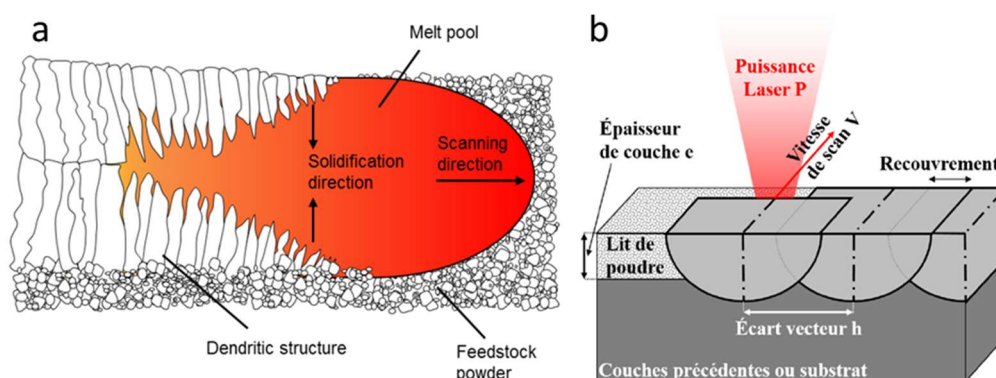 a
Melt pool
Solidification
direction
Scanning
direction
Dendritic structure
Feedstock
powder
b
Puissance
Laser P
Épaisseur
de couche e
Vitesse
de scan V
Recouvrement
Lit de
poudre
Écart vecteur h
Couches précédentes ou substrat